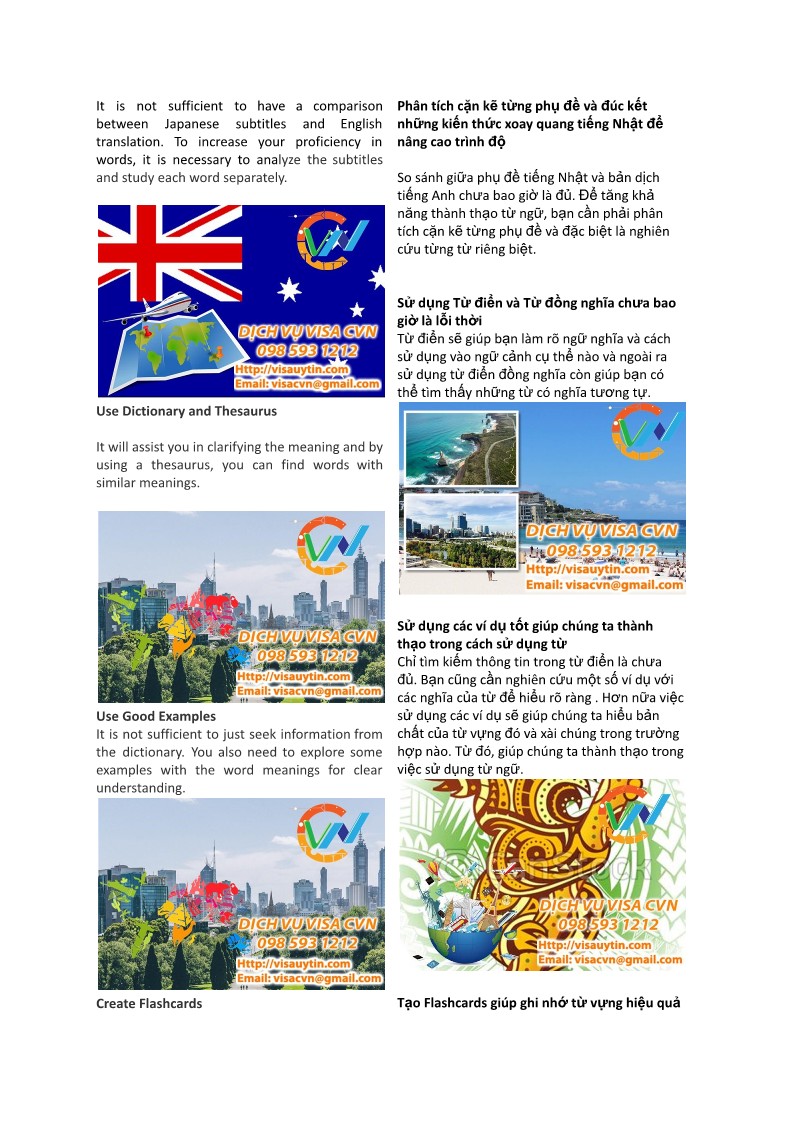 It is not sufficient to have a comparison
between Japanese subtitles and English
translation. To increase your proficiency in
words, it is necessary to analyze the subtitles
and study each word separately.
DỊCH VỤ VISA CVN
098 593 1212
Http://visauytin.com
Email: visacvn@gmail.com
Use Dictionary and Thesaurus
It will assist you in clarifying the meaning and by
using a thesaurus, you can find words with
similar meanings.
DỊCH VỤ VISA CVN
098 593 1212
Http://visauytin.com
Email: visacvn@gmail.com
Use Good Examples
It is not sufficient to just seek information from
the dictionary. You also need to explore some
examples with the word meanings for clear
understanding.
DỊCH VỤ VISA CVN
098 593 1212
Http://visauytin.com
Email: visacvn@gmail.com
Create Flashcards
Phân tích cặn kẽ từng phụ đề và đúc kết
những kiến thức xoay quang tiếng Nhật để
nâng cao trình độ
So sánh giữa phụ đề tiếng Nhật và bản dịch
tiếng Anh chưa bao giờ là đủ. Để tăng khả
năng thành thạo từ ngữ, bạn cần phải phân
tích cặn kẽ từng phụ đề và đặc biệt là nghiên
cứu từng từ riêng biệt.
Sử dụng Từ điển và Từ đồng nghĩa chưa bao
giờ là lỗi thời
Từ điển sẽ giúp bạn làm rõ ngữ nghĩa và cách
sử dụng vào ngữ cảnh cụ thể nào và ngoài ra
sử dụng từ điển đồng nghĩa còn giúp bạn có
thể tìm thấy những từ có nghĩa tương tự.
DỊCH VỤ VISA CVN
098 593 1212
Http://visauytin.com
Email: visacvn@gmail.com
Sử dụng các ví dụ tốt giúp chúng ta thành
thạo trong cách sử dụng từ
Chỉ tìm kiếm thông tin trong từ điển là chưa
đủ. Bạn cũng cần nghiên cứu một số ví dụ với
các nghĩa của từ để hiểu rõ ràng . Hơn nữa việc
sử dụng các ví dụ sẽ giúp chúng ta hiểu bản
chất của từ vựng đó và xài chúng trong trường
hợp nào. Từ đó, giúp chúng ta thành thạo trong
việc sử dụng từ ngữ.
DỊCH VỤ VISA CVN
098 593 1212
Http://visauytin.com
Email: visacvn@gmail.com
Tạo Flashcards giúp ghi nhớ từ vựng hiệu quả